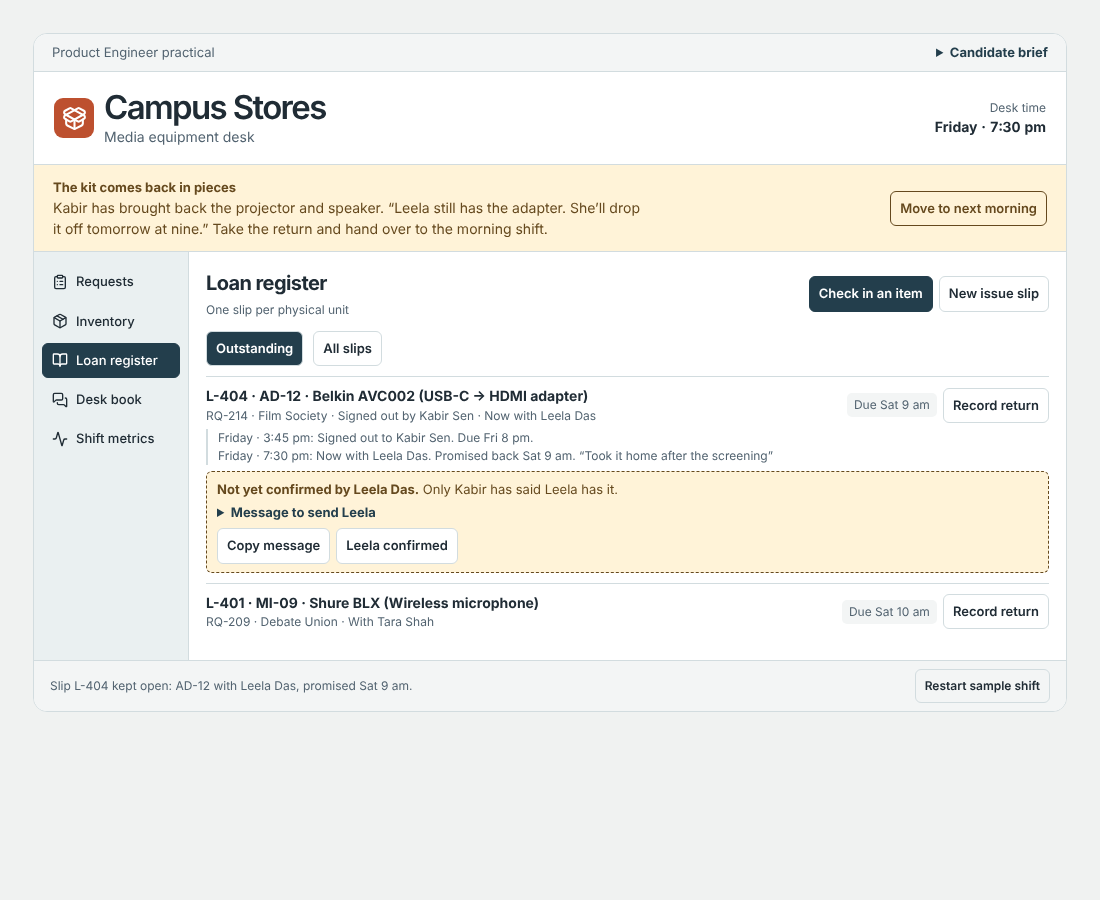 Product Engineer practical
Candidate brief
Campus Stores
Media equipment desk
Desk time
Friday · 7:30 pm
The kit comes back in pieces
Kabir has brought back the projector and speaker. “Leela still has the adapter. She’ll drop
it off tomorrow at nine.” Take the return and hand over to the morning shift.
Move to next morning
Requests
Inventory
Loan register
Desk book
Shift metrics
Loan register
One slip per physical unit
Check in an item
New issue slip
Outstanding
All slips
L-404 · AD-12 · Belkin AVC002 (USB-C → HDMI adapter)
RQ-214 · Film Society · Signed out by Kabir Sen · Now with Leela Das
Due Sat 9 am
Record return
Friday · 3:45 pm: Signed out to Kabir Sen. Due Fri 8 pm.
Friday · 7:30 pm: Now with Leela Das. Promised back Sat 9 am. “Took it home after the screening”
Not yet confirmed by Leela Das. Only Kabir has said Leela has it.
Message to send Leela
Copy message
Leela confirmed
L-401 · MI-09 · Shure BLX (Wireless microphone)
RQ-209 · Debate Union · With Tara Shah
Due Sat 10 am
Record return
Slip L-404 kept open: AD-12 with Leela Das, promised Sat 9 am.
Restart sample shift